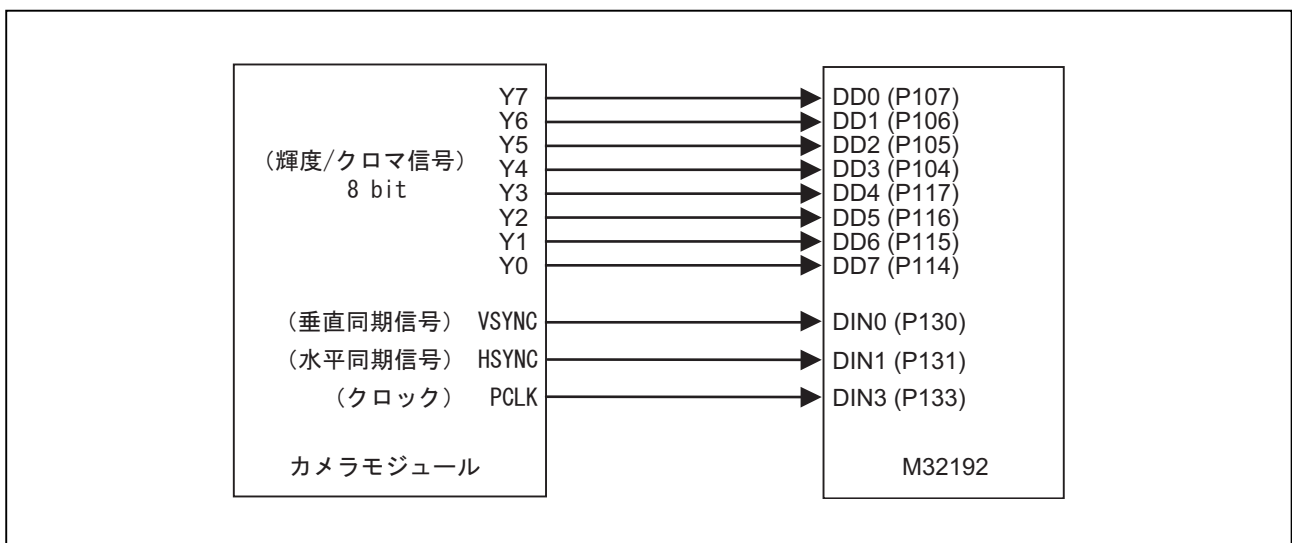 Y7 DD0 (P107)
Y6 DD1 (P106)
Y5 DD2 (P105)
(輝度/クロマ信号) Y4 DD3 (P104)
8 bit Y3 DD4 (P117)
Y2 DD5 (P116)
Y1 DD6 (P115)
Y0 DD7 (P114)
(垂直同期信号) VSYNC DIN0 (P130)
(水平同期信号) HSYNC DIN1 (P131)
(クロック) PCLK DIN3 (P133)
カメラモジュール M32192